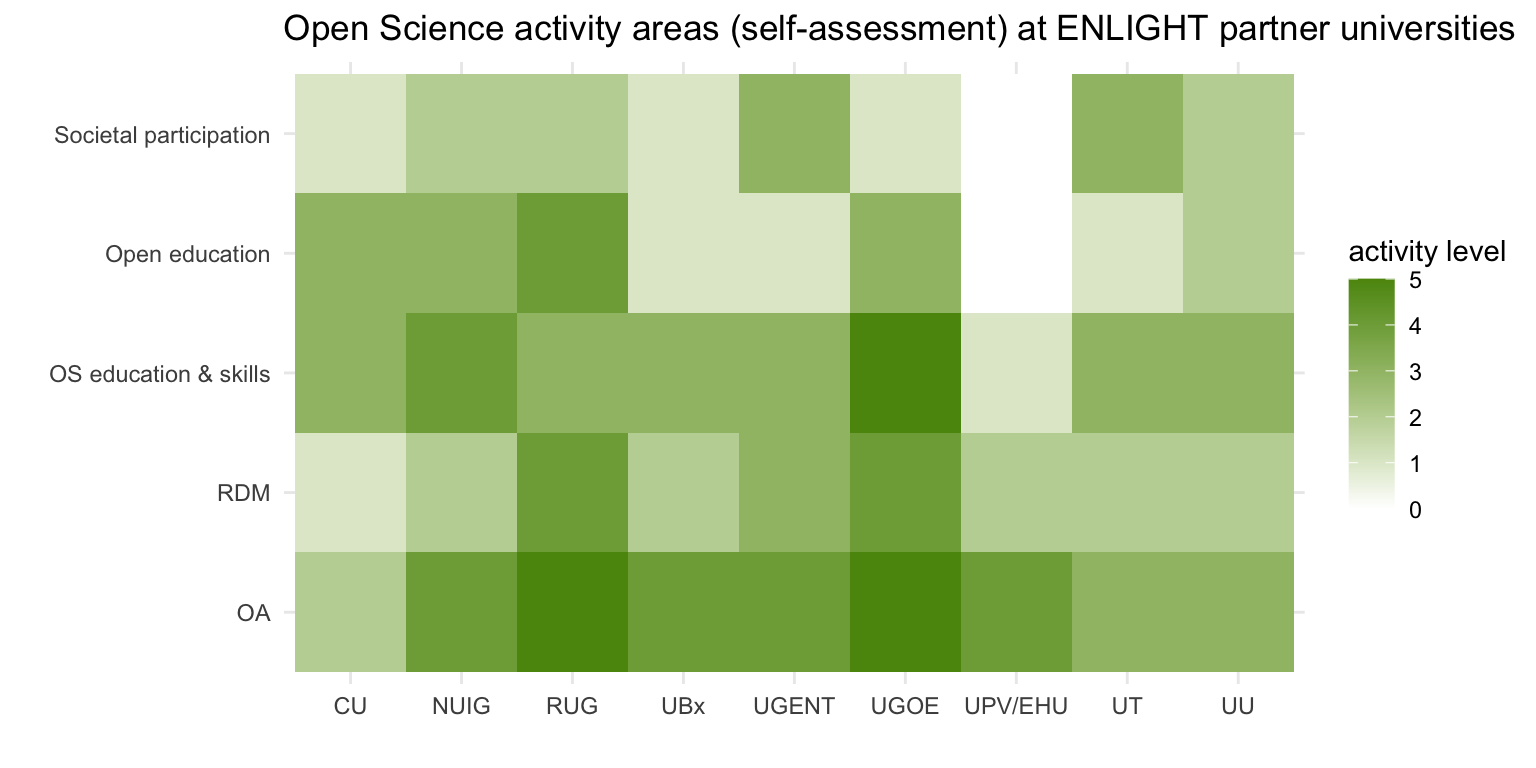 Open Science activity areas (self-assessment) at ENLIGHT partner universities
Societal participation
Open education
OS education & skills
RDM
OA
CU NUIG RUG UBx UGENT UGOE UPV/EHU UT UU
activity level
5
4
3
2
1
0